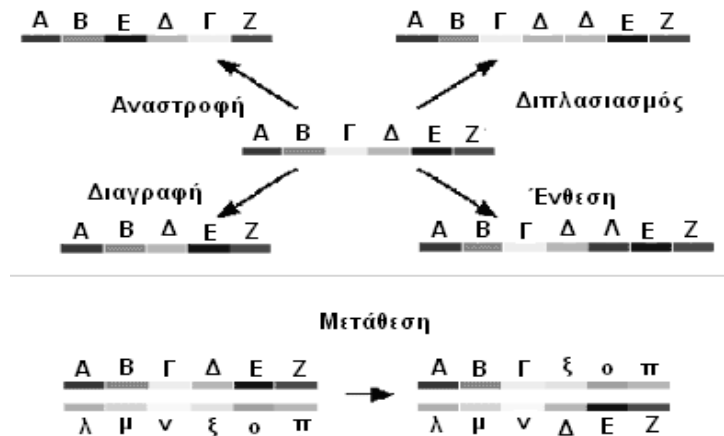 Α Β Ε Δ Γ Ζ
Α Β Γ Δ Δ Ε Ζ
Αναστροφή
Διπλασιασμός
Α Β Γ Δ Ε Ζ
Διαγραφή
Ένθεση
Α Β Δ Ε Ζ
Α Β Γ Δ Λ Ε Ζ
Μετάθεση
Α Β Γ Δ Ε Ζ
Α Β Γ ξ ο π
λ μ ν ξ ο π
λ μ ν Δ Ε Ζ